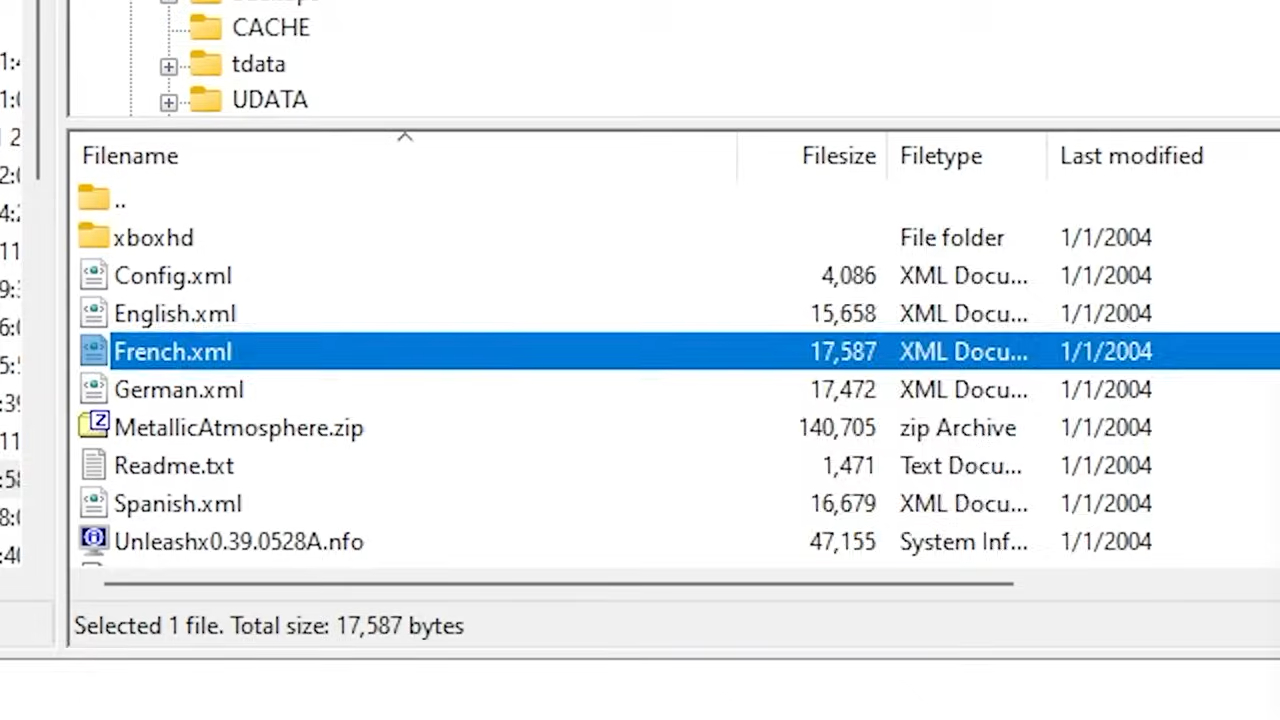 CACHE
tdata
UDATA
Filename Filesize Filetype Last modified
..
xboxhd File folder 1/1/2004
Config.xml 4,086 XML Docu... 1/1/2004
English.xml 15,658 XML Docu... 1/1/2004
French.xml 17,587 XML Docu... 1/1/2004
German.xml 17,472 XML Docu... 1/1/2004
MetallicAtmosphere.zip 140,705 zip Archive 1/1/2004
Readme.txt 1,471 Text Docu... 1/1/2004
Spanish.xml 16,679 XML Docu... 1/1/2004
Unleashx0.39.0528A.nfo 47,155 System Inf... 1/1/2004
Selected 1 file. Total size: 17,587 bytes